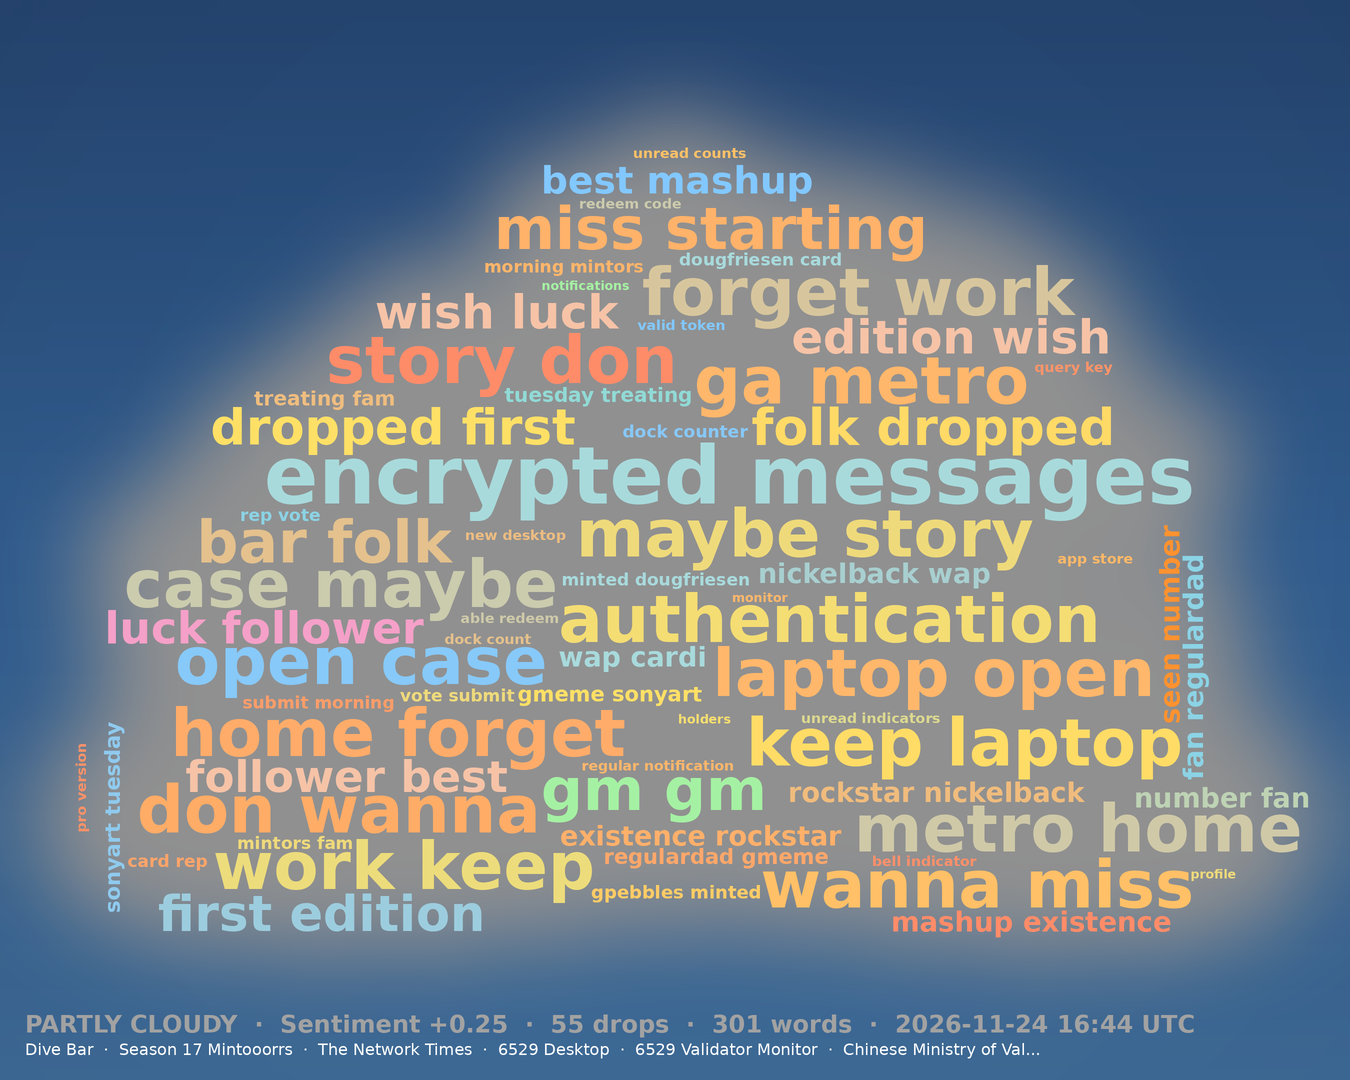 unread counts
best mashup
redeem code
miss starting
dougfriesen card
morning mintors
forget work
notifications
wish luck
valid token
edition wish
story don
ga metro
query key
treating fam
tuesday treating
dropped first
dock counter
folk dropped
encrypted messages
rep vote
bar folk
new desktop
maybe story
app store
case maybe
minted dougfriesen
nickelback wap
monitor
able redeem
authentication
luck follower
dock count
open case
wap cardi
laptop open
seen number
fan regulardad
submit morning
vote submit
gmeme sonyart
home forget
holders
unread indicators
keep laptop
regular notification
follower best
gm gm
rockstar nickelback
number fan
pro version
sonyart tuesday
don wanna
existence rockstar
metro home
mintors fam
card rep
work keep
regulardad gmeme
bell indicator
wanna miss
profile
gpebbles minted
first edition
mashup existence
PARTLY CLOUDY · Sentiment +0.25 · 55 drops · 301 words · 2026-11-24 16:44 UTC
Dive Bar · Season 17 Mintooorrs · The Network Times · 6529 Desktop · 6529 Validator Monitor · Chinese Ministry of Val...